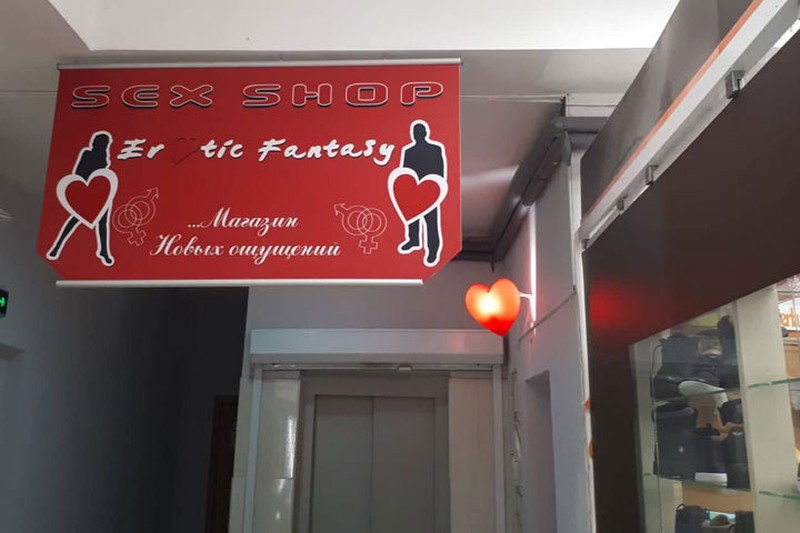 SEX SHOP
Er♥tic Fantasy
...Магазин
Новых ощущений